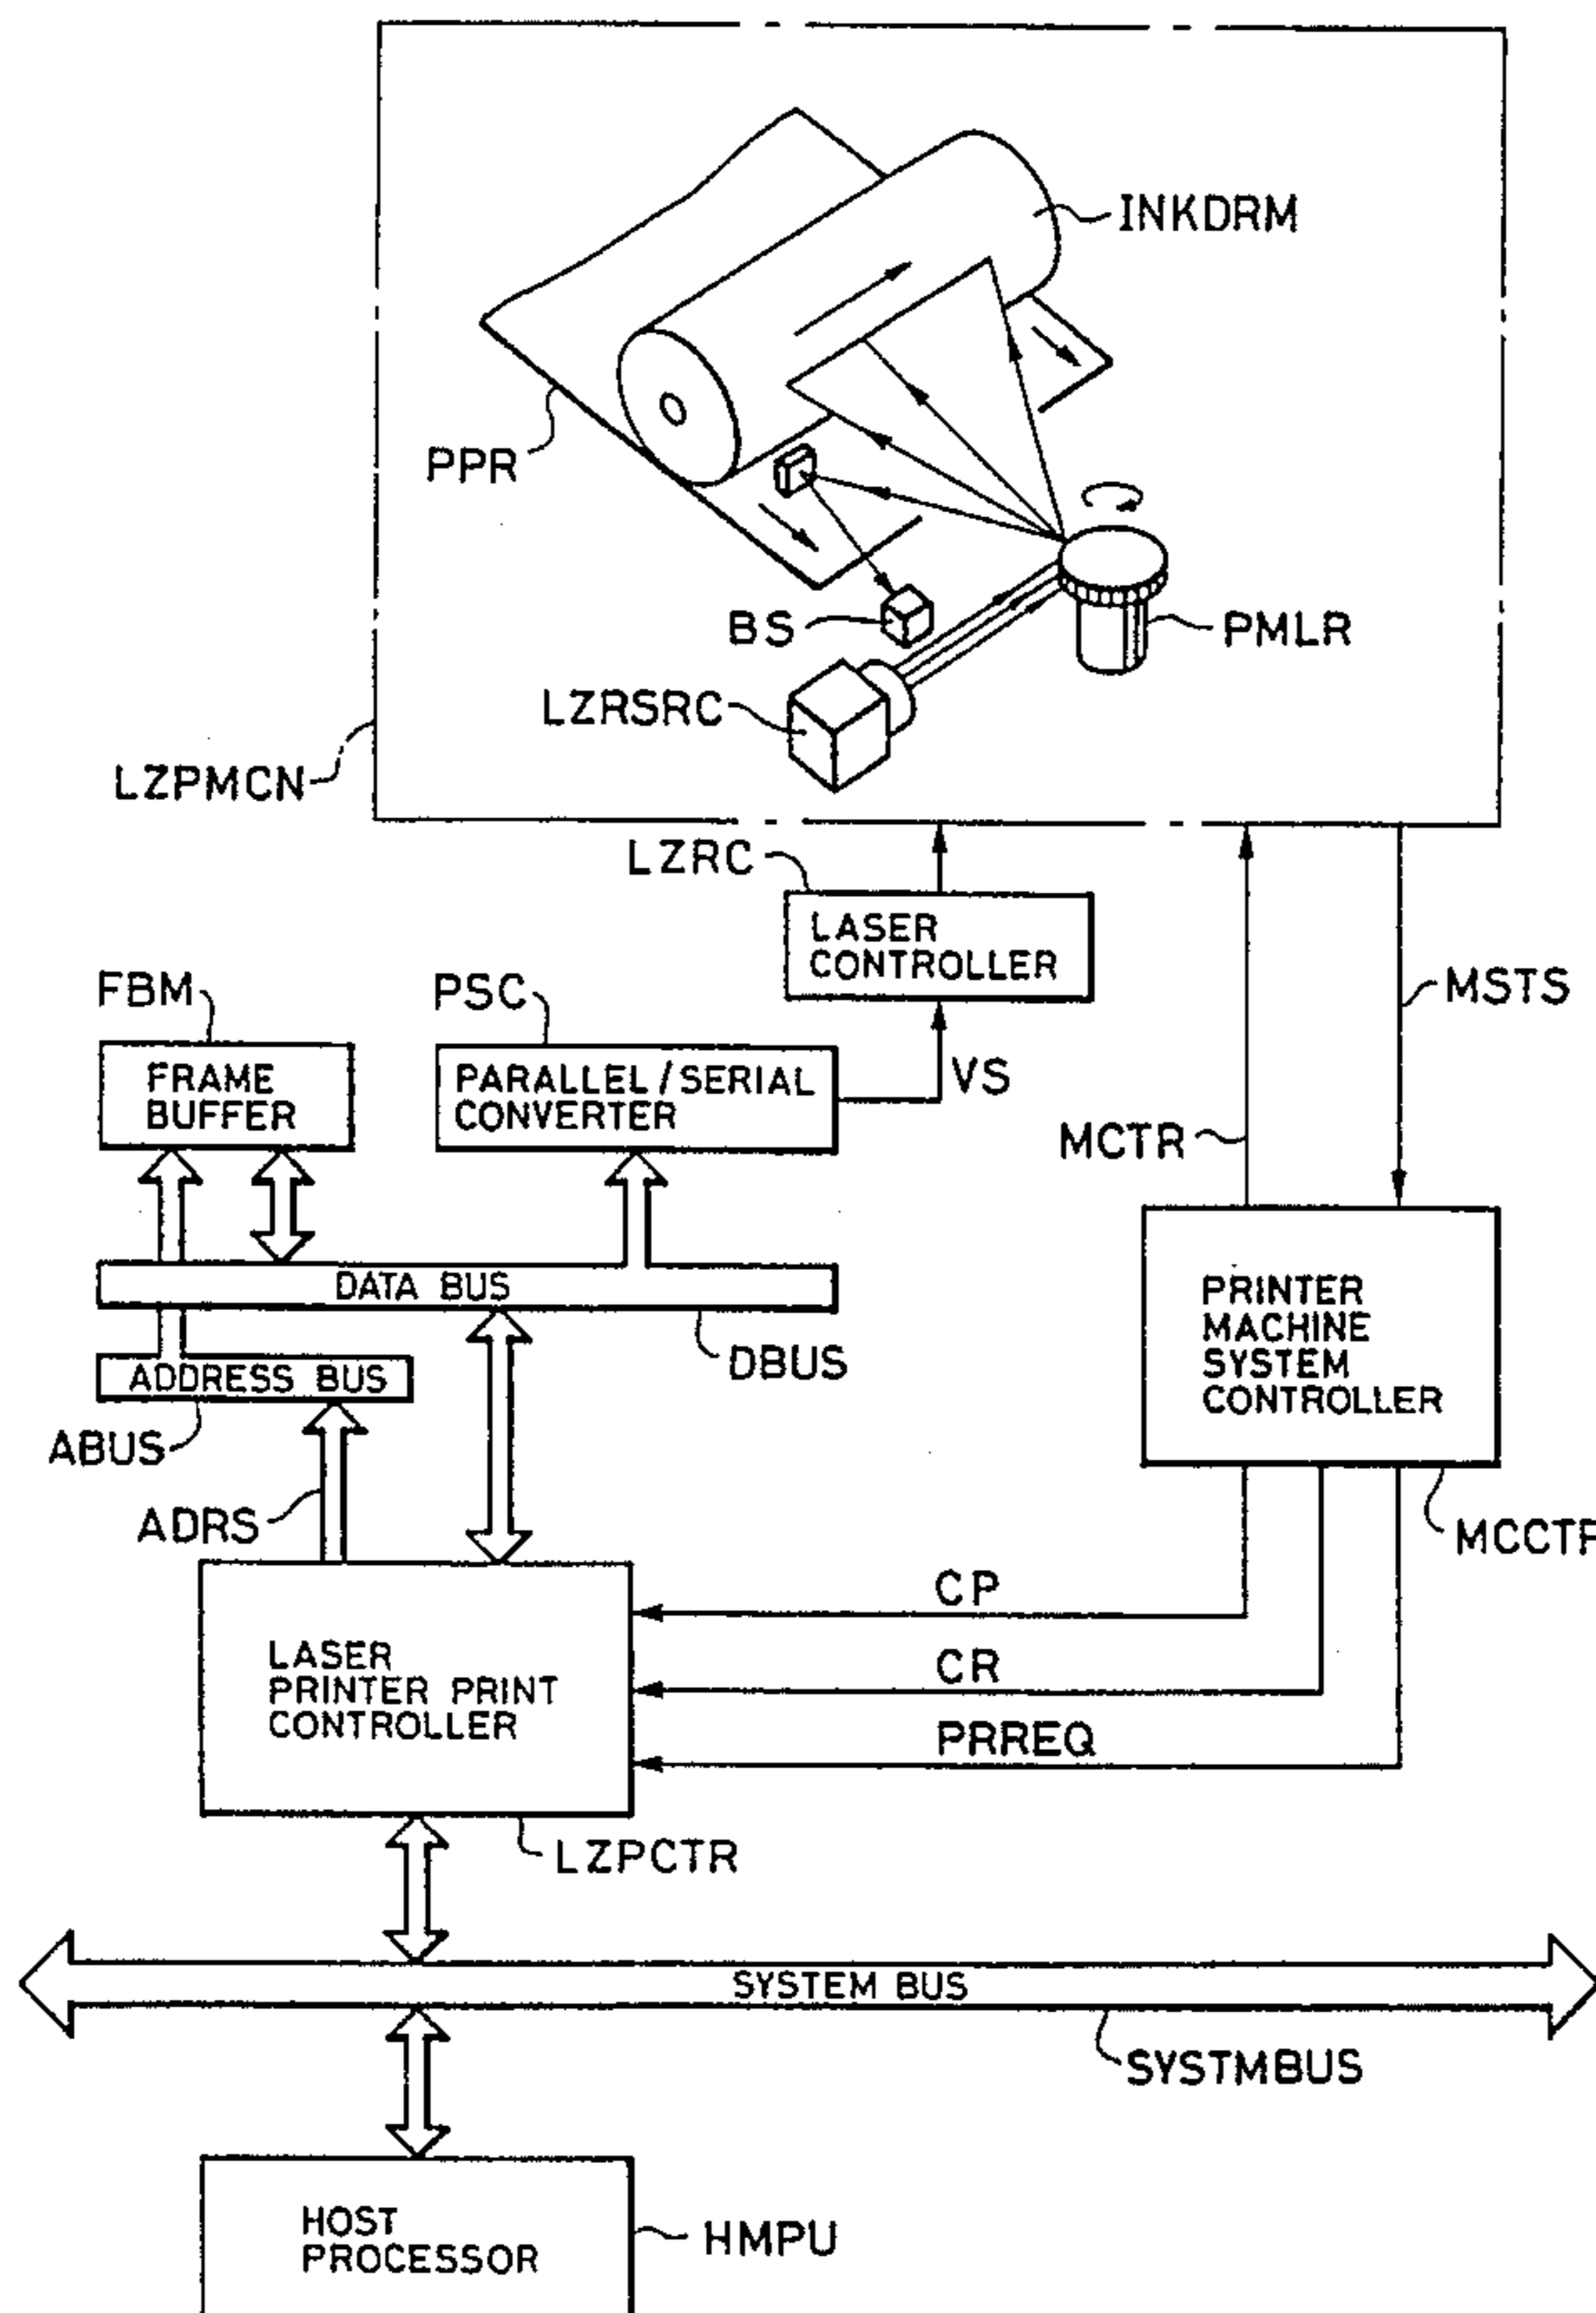 INKDRM
PPR
BS
PMLR
LZRSRC
LZPMCN
LZRC
LASER
CONTROLLER
FBM
PSC
MSTS
FRAME
BUFFER
PARALLEL/SERIAL
CONVERTER
VS
MCTR
DATA BUS
PRINTER
MACHINE
SYSTEM
CONTROLLER
DBUS
ADDRESS BUS
ABUS
ADRS
MCCTR
CP
LASER
PRINTER PRINT
CONTROLLER
CR
PRREQ
LZPCTR
SYSTEM BUS
SYSTMBUS
HOST
PROCESSOR
HMPU